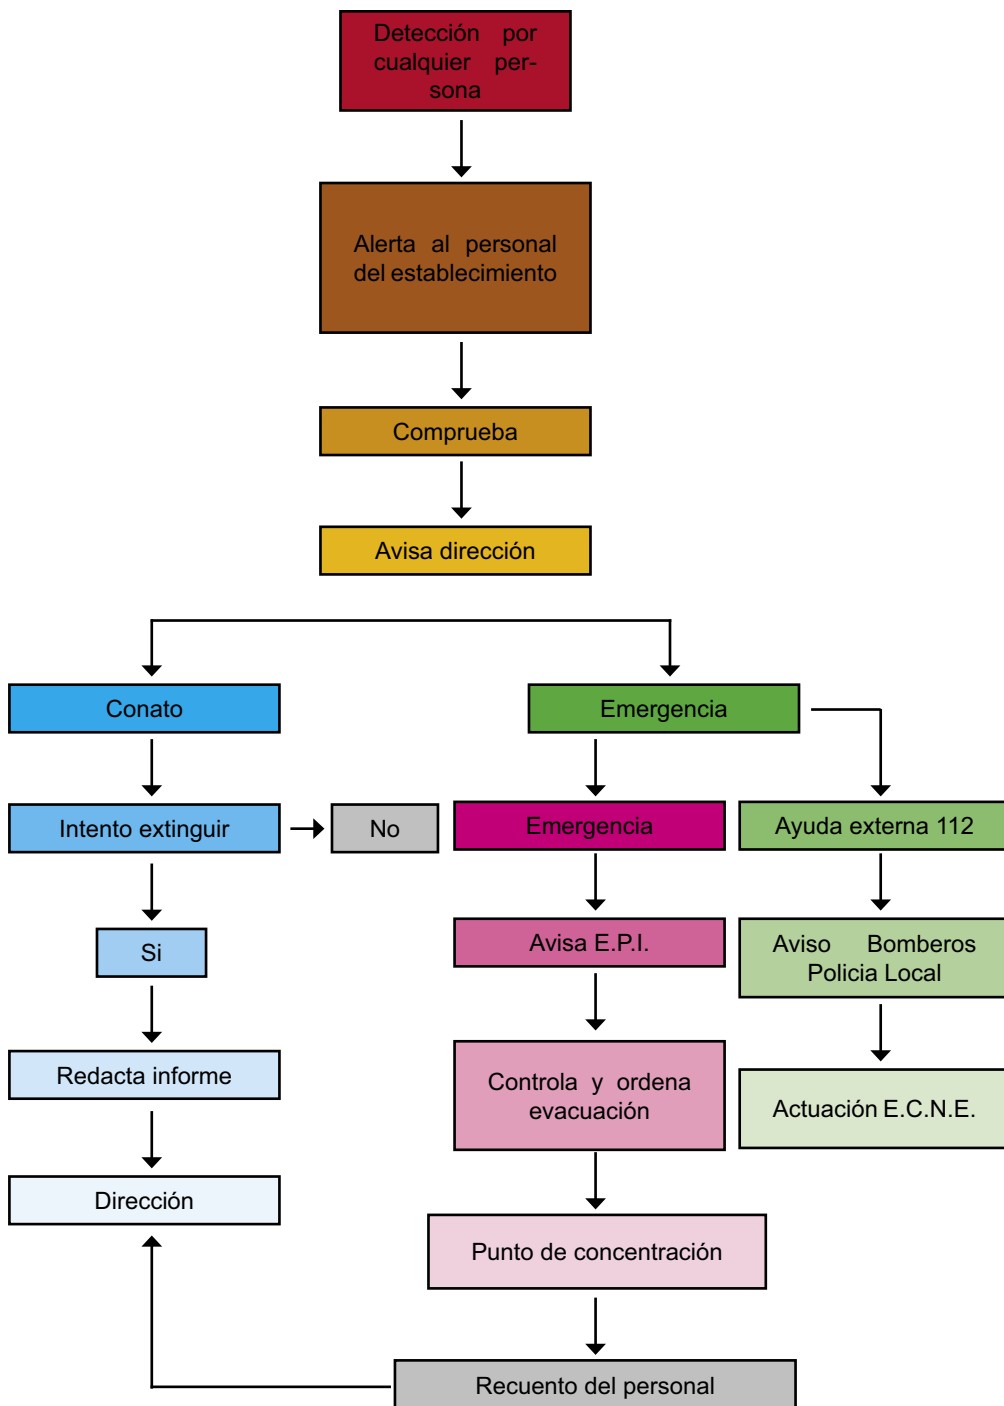 Detección por
cualquier per-
sona
Alerta al personal
del establecimiento
Comprueba
Avisa dirección
Conato
Emergencia
Intento extinguir
No
Emergencia
Ayuda externa 112
Si
Avisa E.P.I.
Aviso Bomberos
Policia Local
Redacta informe
Controla y ordena
evacuación
Actuación E.C.N.E.
Dirección
Punto de concentración
Recuento del personal